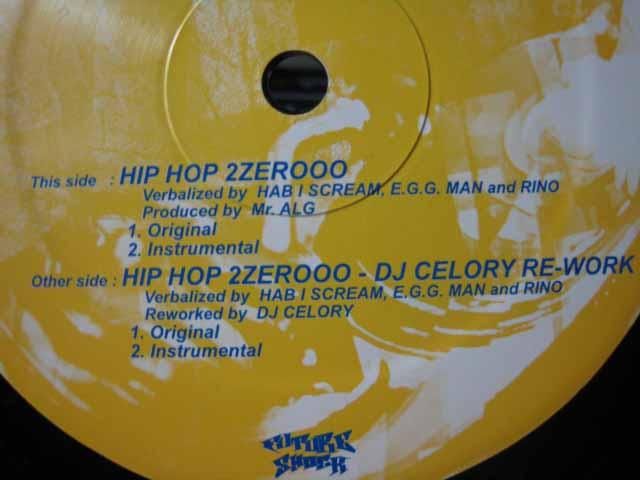 This side : HIP HOP 2ZEROOO
Verbalized by HAB I SCREAM, E.G.G. MAN and RINO
Produced by Mr. ALG
1. Original
2. Instrumental
Other side : HIP HOP 2ZEROOO - DJ CELORY RE-WORK
Verbalized by HAB I SCREAM, E.G.G. MAN and RINO
Reworked by DJ CELORY
1. Original
2. Instrumental
FUTURE
SHOCK